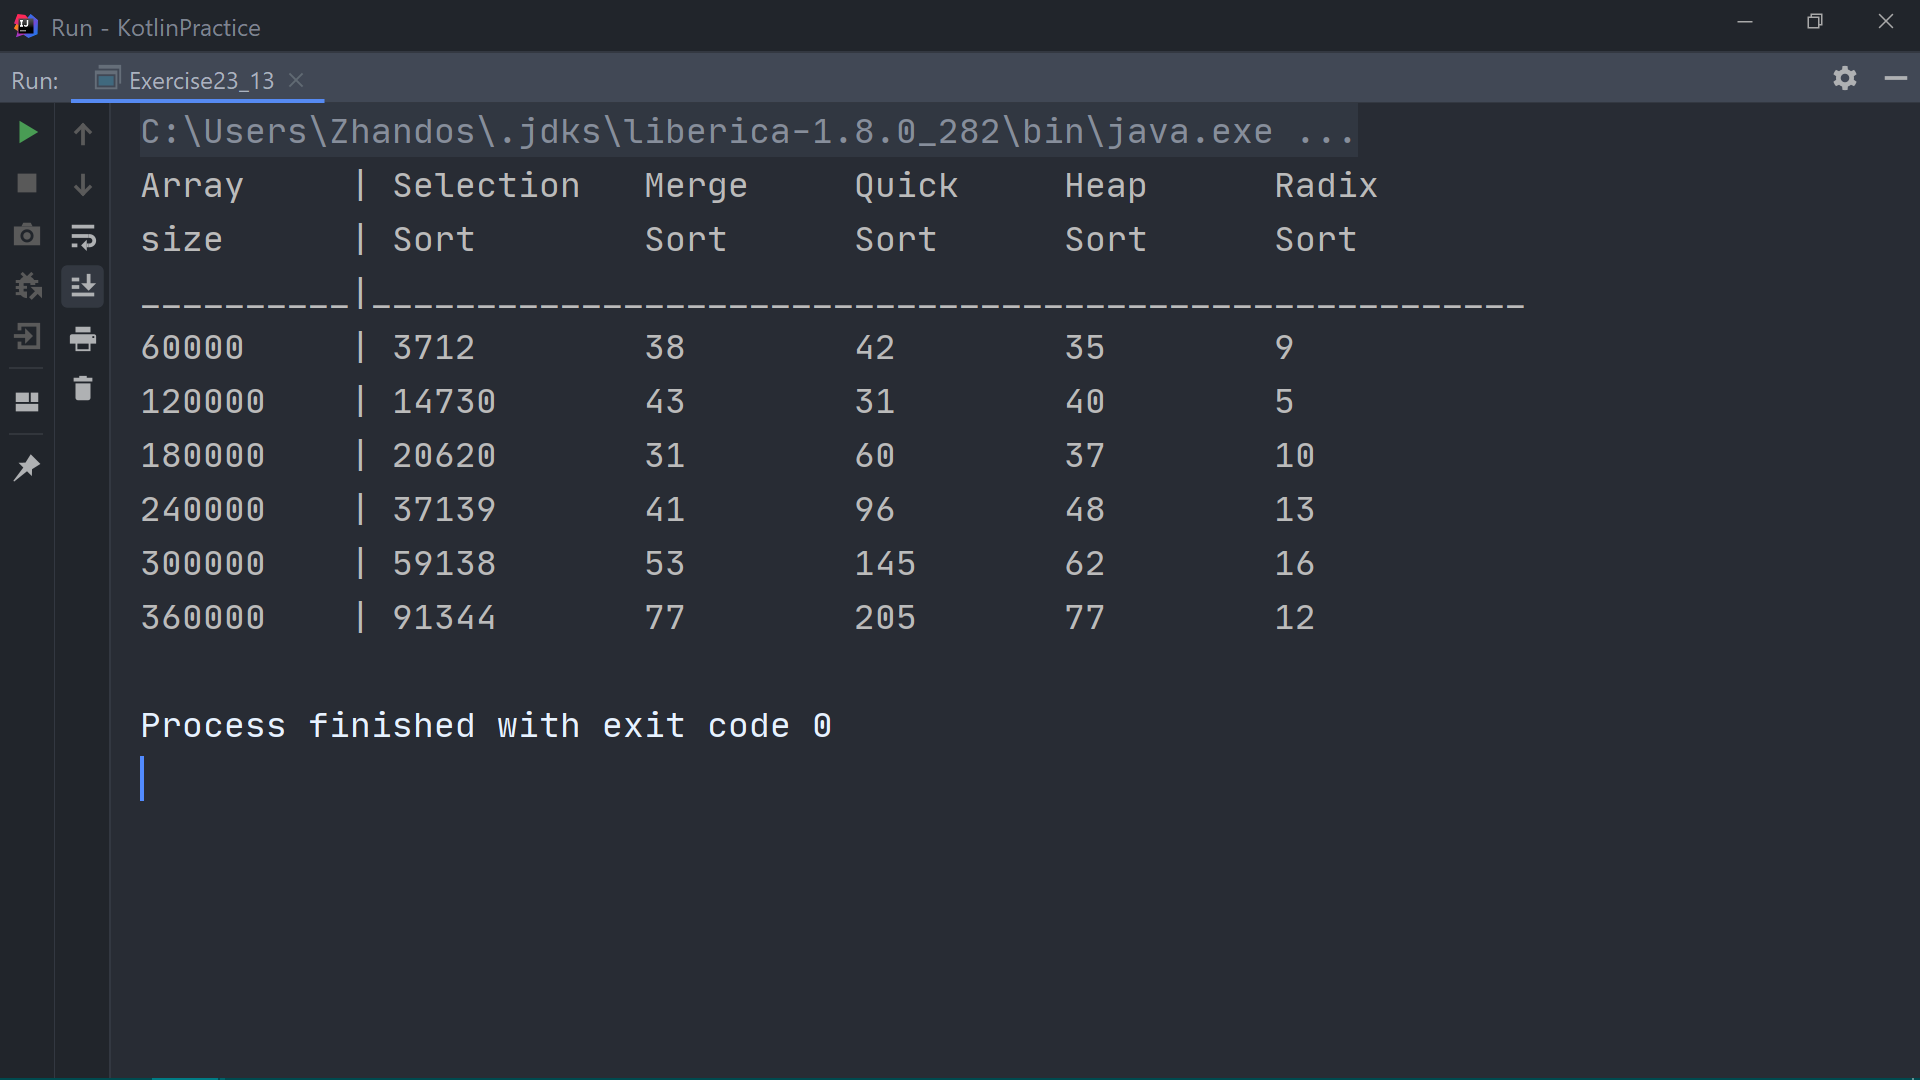 Run - KotlinPractice
Run: Exercise23_13
C:\Users\Zhandos\.jdks\liberica-1.8.0_282\bin\java.exe ...
Array     | Selection   Merge     Quick     Heap      Radix
size      | Sort        Sort      Sort      Sort      Sort
__________|_______________________________________________________
60000     | 3712        38        42        35        9
120000    | 14730       43        31        40        5
180000    | 20620       31        60        37        10
240000    | 37139       41        96        48        13
300000    | 59138       53        145       62        16
360000    | 91344       77        205       77        12
Process finished with exit code 0